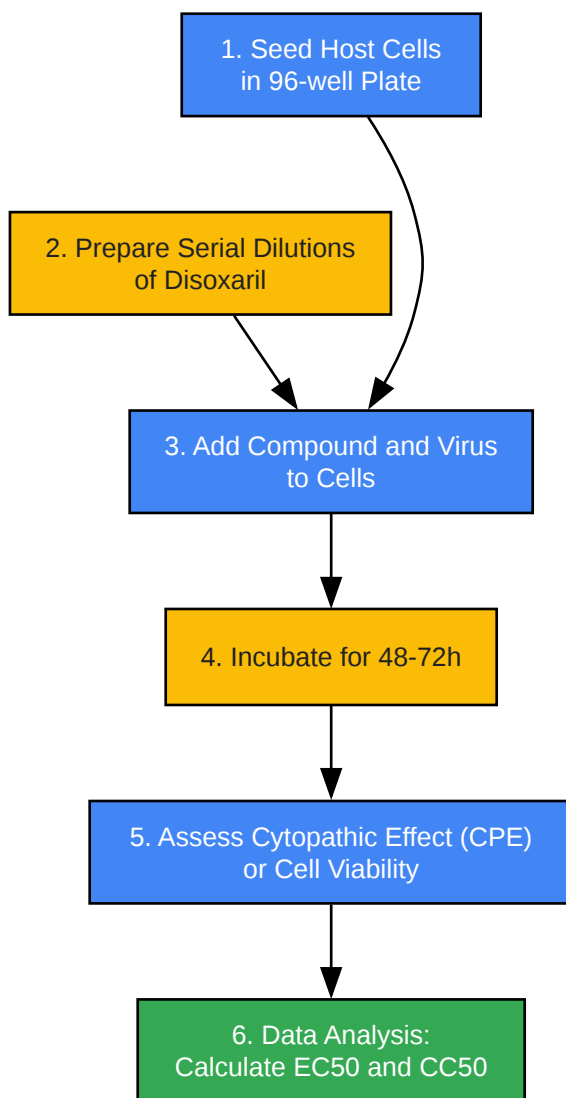 1. Seed Host Cells
in 96-well Plate
2. Prepare Serial Dilutions
of Disoxaril
3. Add Compound and Virus
to Cells
4. Incubate for 48-72h
5. Assess Cytopathic Effect (CPE)
or Cell Viability
6. Data Analysis:
Calculate EC50 and CC50